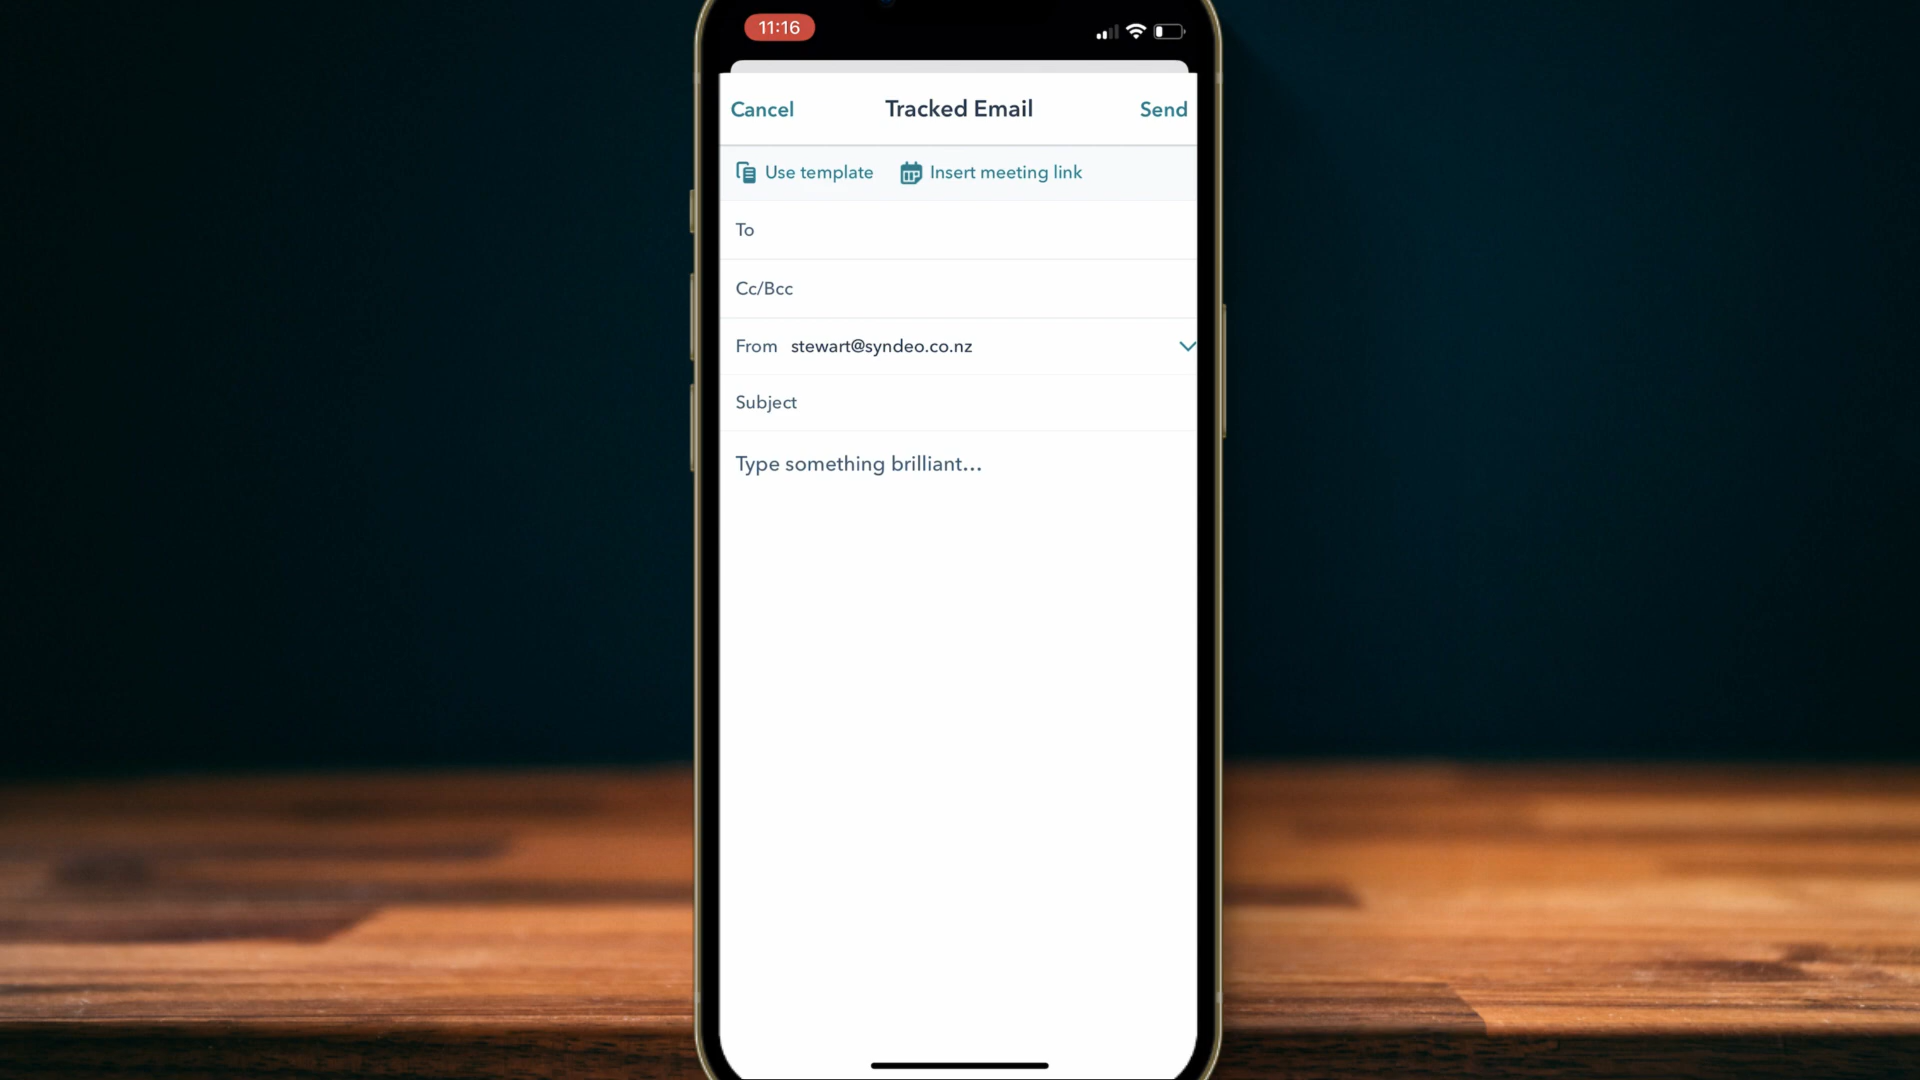 11:16
Cancel Tracked Email Send
Use template Insert meeting link
To
Cc/Bcc
From stewart@syndeo.co.nz
Subject
Type something brilliant...